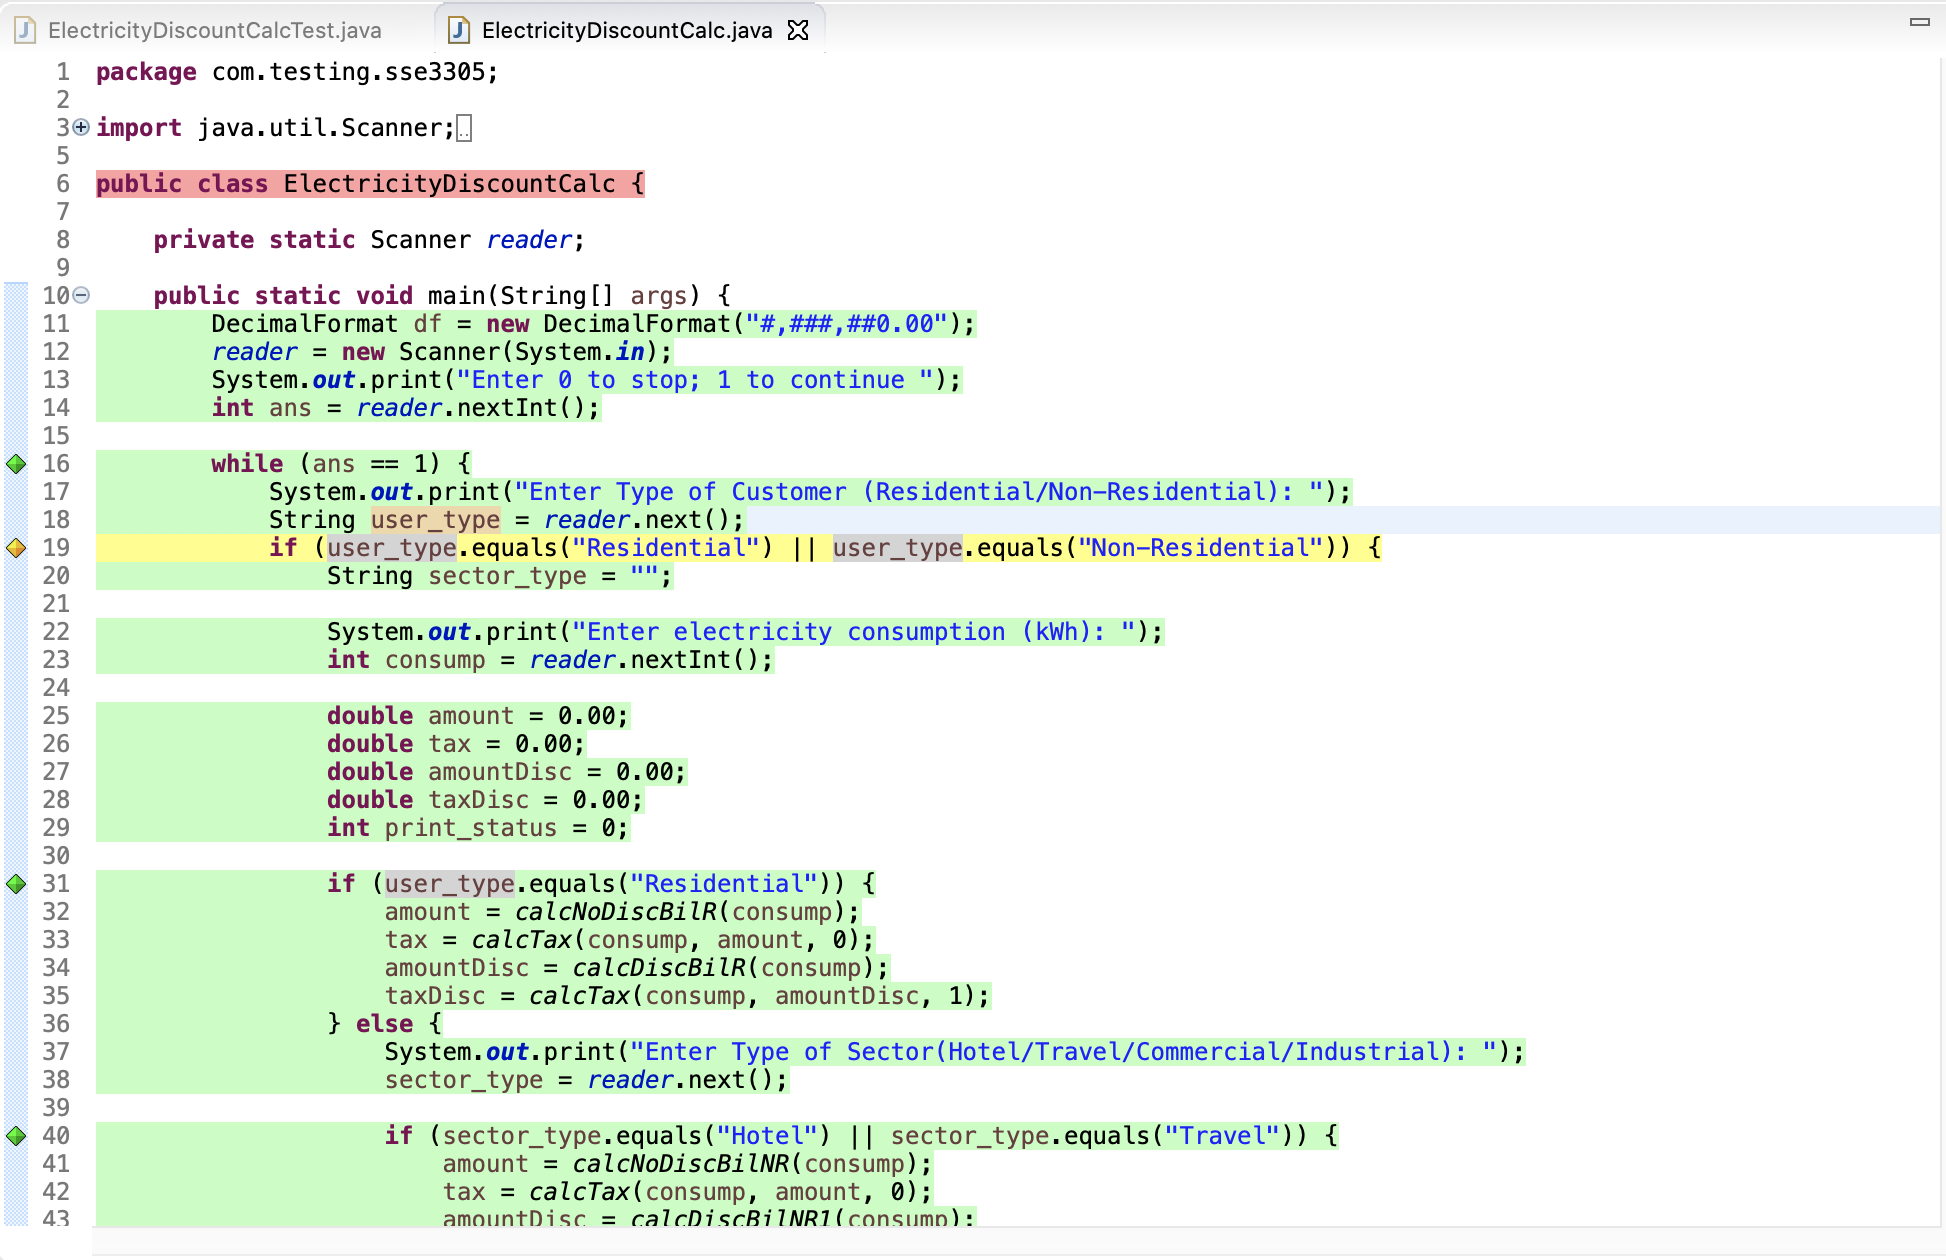 ElectricityDiscountCalcTest.java ElectricityDiscountCalc.java
1 package com.testing.sse3305;
2
3 import java.util.Scanner;
5
6 public class ElectricityDiscountCalc {
7
8 private static Scanner reader;
9
10 public static void main(String[] args) {
11 DecimalFormat df = new DecimalFormat("#,###,##0.00");
12 reader = new Scanner(System.in);
13 System.out.print("Enter 0 to stop; 1 to continue ");
14 int ans = reader.nextInt();
15
16 while (ans == 1) {
17 System.out.print("Enter Type of Customer (Residential/Non-Residential): ");
18 String user_type = reader.next();
19 if (user_type.equals("Residential") || user_type.equals("Non-Residential")) {
20 String sector_type = "";
21
22 System.out.print("Enter electricity consumption (kWh): ");
23 int consump = reader.nextInt();
24
25 double amount = 0.00;
26 double tax = 0.00;
27 double amountDisc = 0.00;
28 double taxDisc = 0.00;
29 int print_status = 0;
30
31 if (user_type.equals("Residential")) {
32 amount = calcNoDiscBilR(consump);
33 tax = calcTax(consump, amount, 0);
34 amountDisc = calcDiscBilR(consump);
35 taxDisc = calcTax(consump, amountDisc, 1);
36 } else {
37 System.out.print("Enter Type of Sector(Hotel/Travel/Commercial/Industrial): ");
38 sector_type = reader.next();
39
40 if (sector_type.equals("Hotel") || sector_type.equals("Travel")) {
41 amount = calcNoDiscBilNR(consump);
42 tax = calcTax(consump, amount, 0);
43 amountDisc = calcDiscBilNR1(consump);